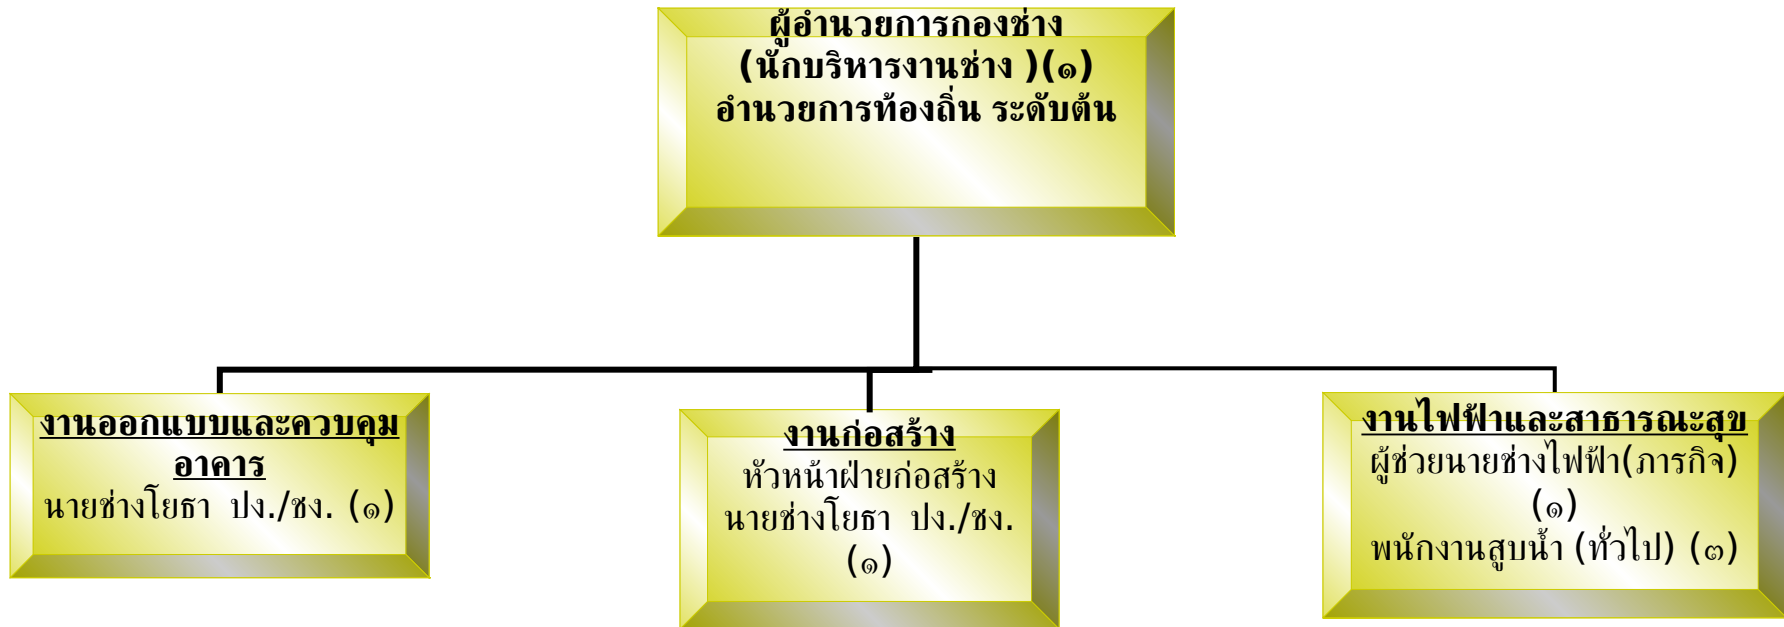 ผู้อำนวยการกองช่าง
(นักบริหารงานช่าง )(๑)
อำนวยการท้องถิ่น ระดับต้น
งานออกแบบและควบคุม
อาคาร
นายช่างโยธา ปง./ชง. (๑)
งานก่อสร้าง
หัวหน้าฝ่ายก่อสร้าง
นายช่างโยธา ปง./ชง.
(๑)
งานไฟฟ้าและสาธารณะสุข
ผู้ช่วยนายช่างไฟฟ้า(ภารกิจ)
(๑)
พนักงานสูบน้ำ (ทั่วไป) (๓)